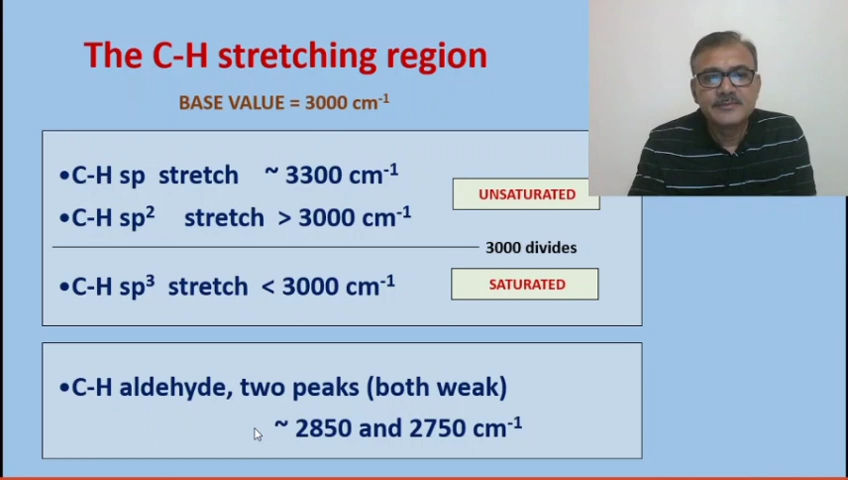 The C-H stretching region
BASE VALUE = 3000 cm⁻¹
•C-H sp stretch ~ 3300 cm⁻¹
UNSATURATED
•C-H sp² stretch > 3000 cm⁻¹
3000 divides
•C-H sp³ stretch < 3000 cm⁻¹
SATURATED
•C-H aldehyde, two peaks (both weak)
~ 2850 and 2750 cm⁻¹